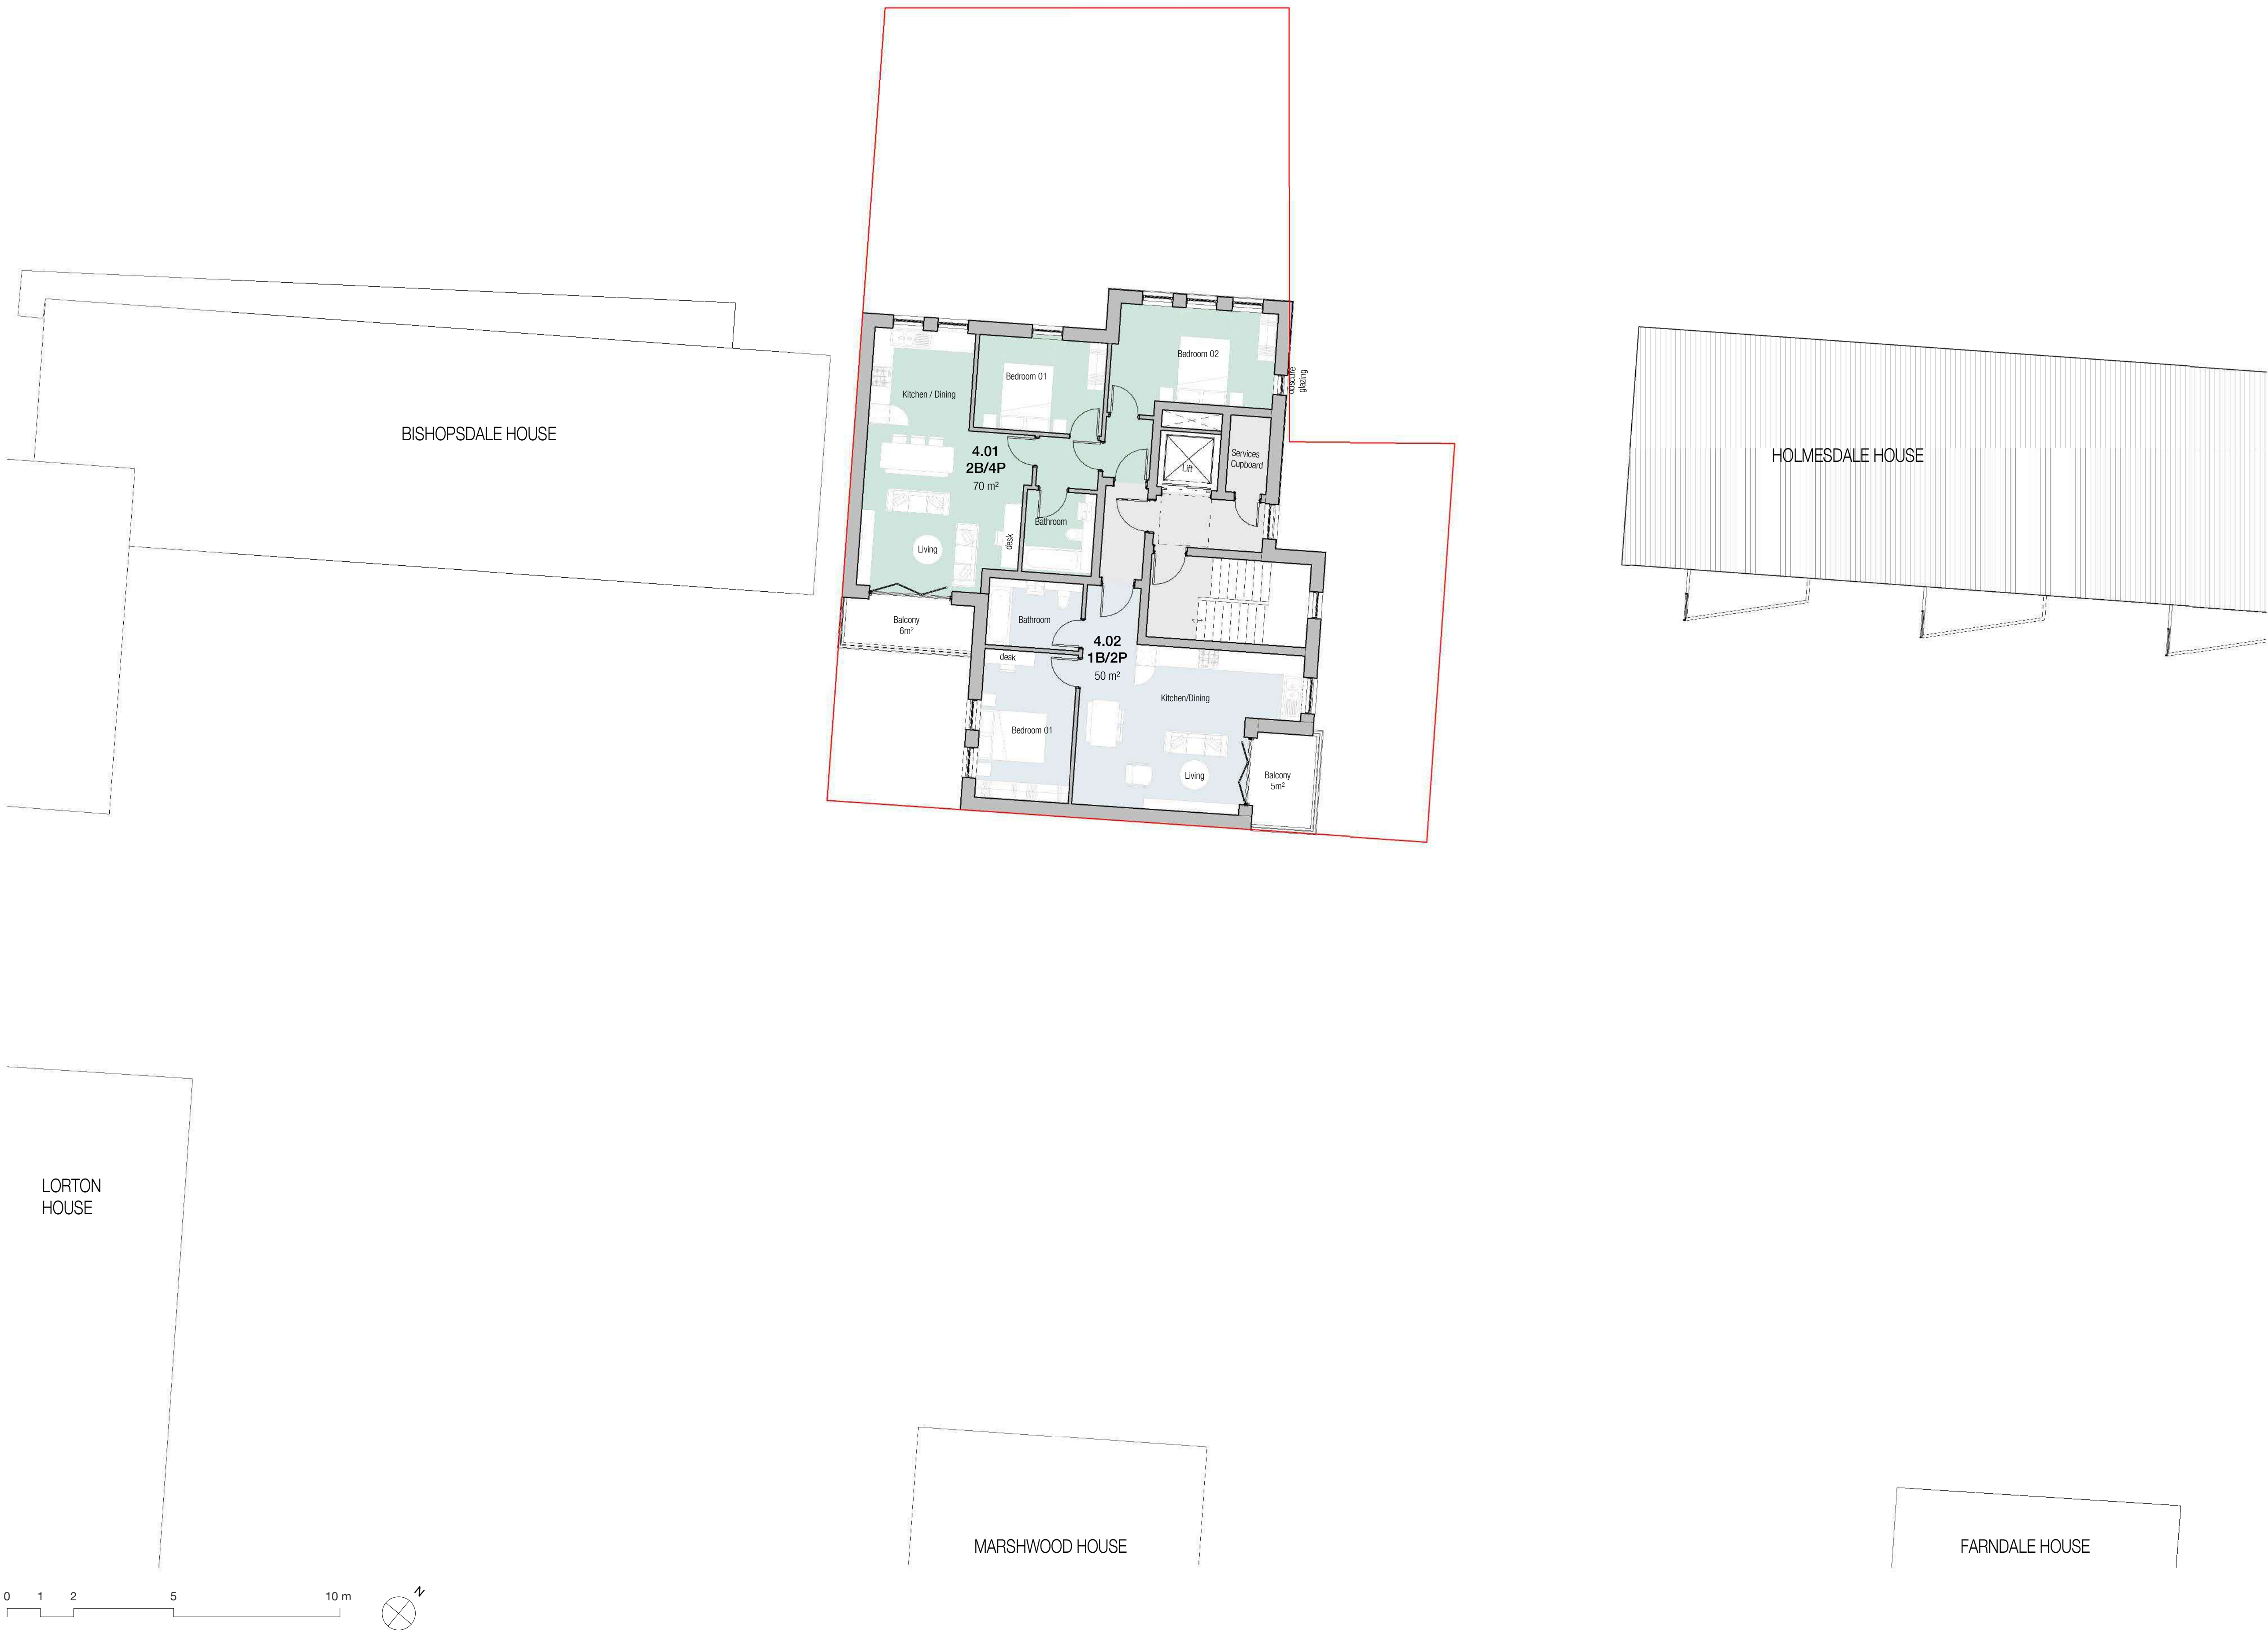 Bedroom 02
Bedroom 01
obscure
glazing
Kitchen / Dining
BISHOPSDALE HOUSE
4.01
2B/4P
70 m²
Services
Cupboard
Lift
HOLMESDALE HOUSE
Bathroom
desk
Living
Balcony
6m²
Bathroom
4.02
1B/2P
50 m²
desk
Kitchen/Dining
Bedroom 01
Living
Balcony
5m²
LORTON
HOUSE
MARSHWOOD HOUSE
FARNDALE HOUSE
0 1 2 5 10 m
N